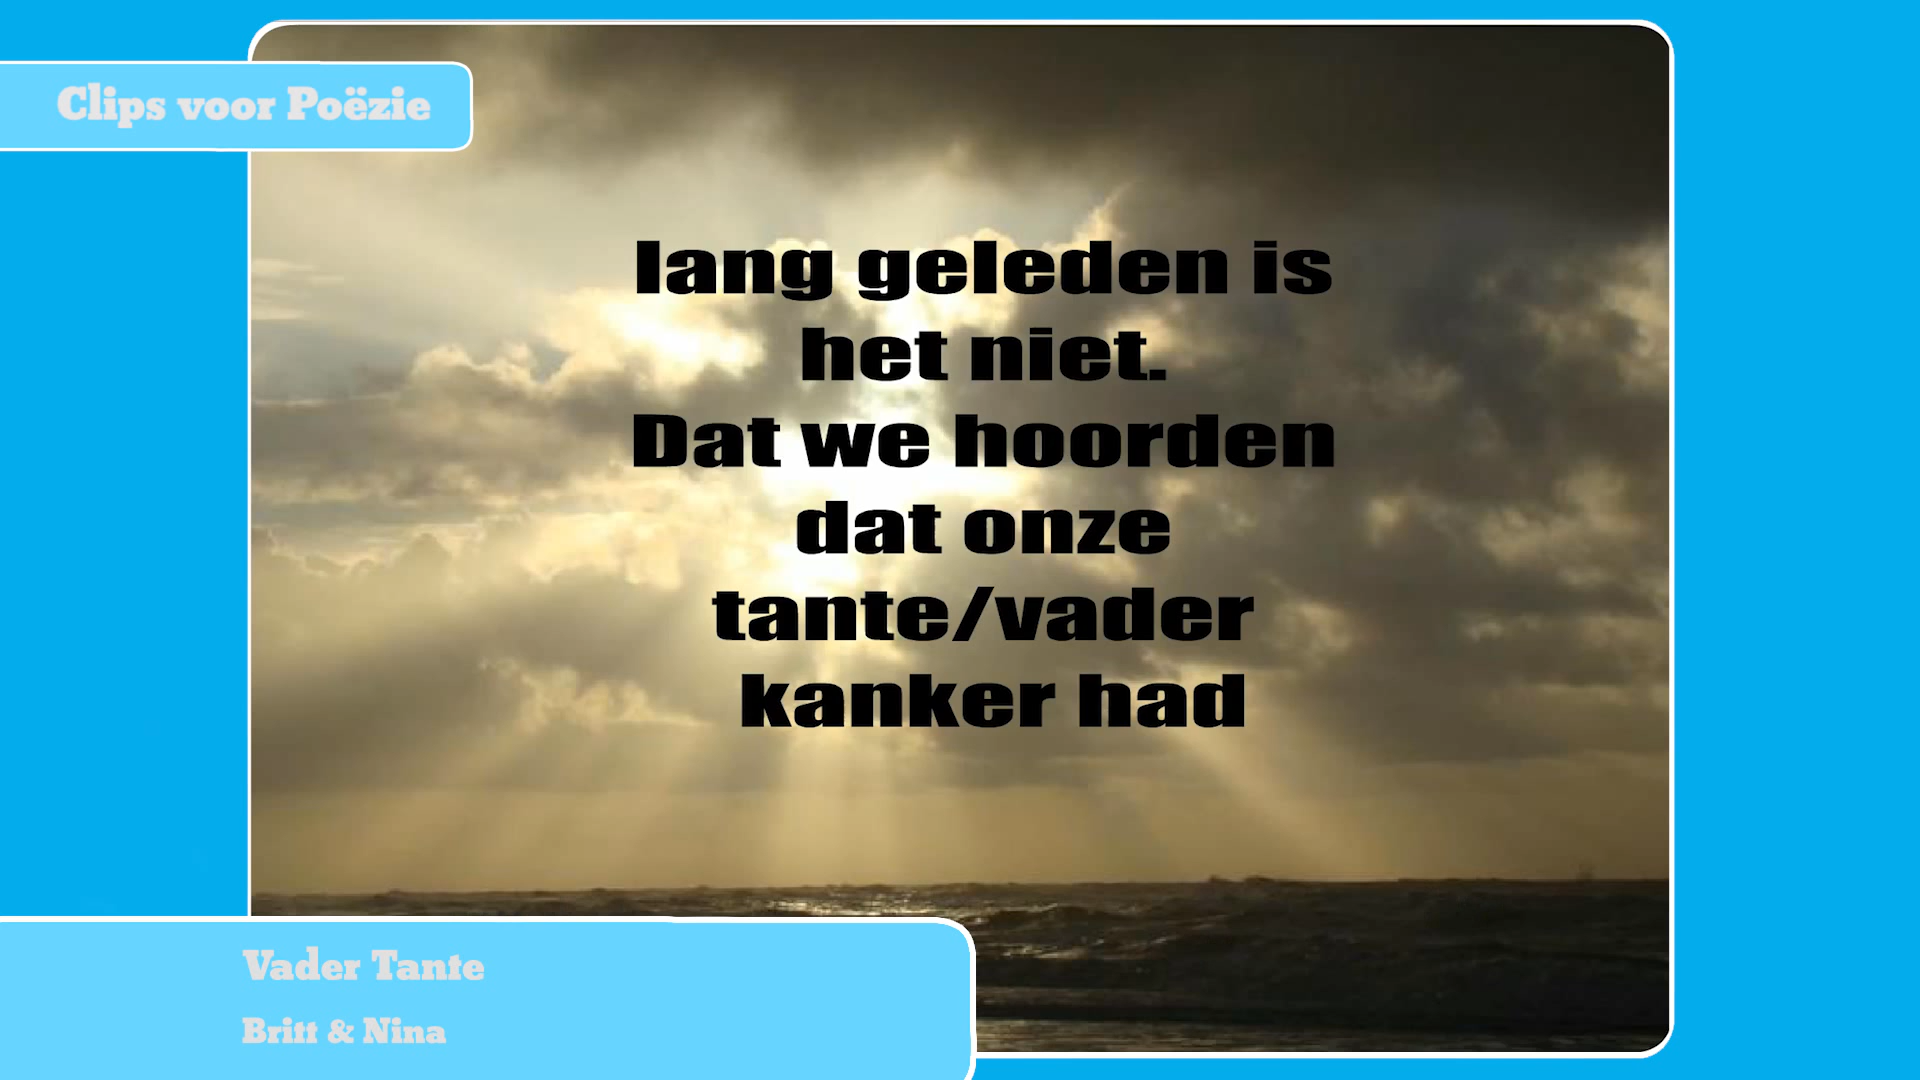 Clips voor Poëzie
lang geleden is
het niet.
Dat we hoorden
dat onze
tante/vader
kanker had
Vader Tante
Britt & Nina